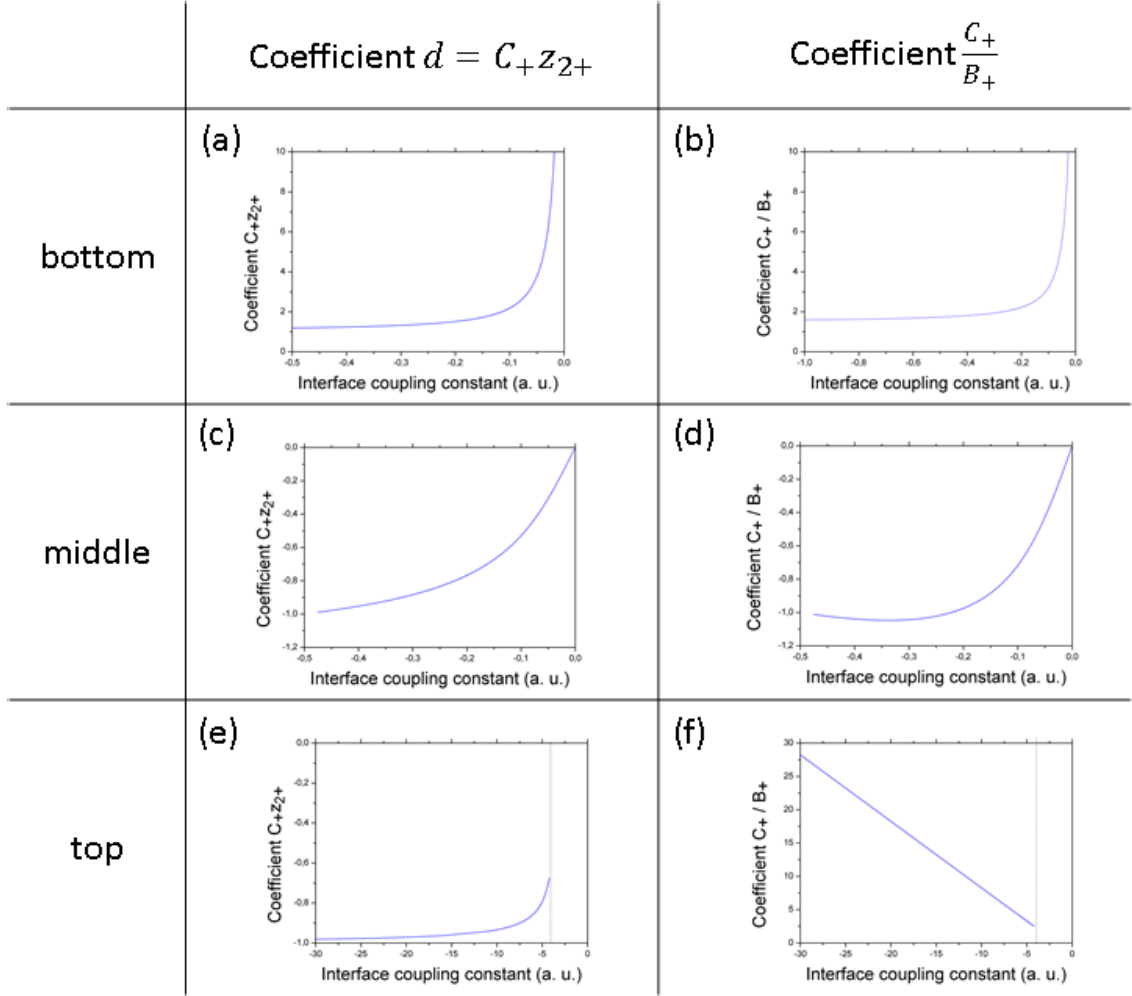 Coefficient d = C₊z₂₊
Coefficient C₊/B₊
bottom
(a)
Coefficient C₊z₂₊
10
8
6
4
2
0
-0,5 -0,4 -0,3 -0,2 -0,1 0,0
Interface coupling constant (a. u.)
(b)
Coefficient C₊ / B₊
10
8
6
4
2
0
-1,0 -0,8 -0,6 -0,4 -0,2 0,0
Interface coupling constant (a. u.)
middle
(c)
Coefficient C₊z₂₊
0,0
-0,2
-0,4
-0,6
-0,8
-1,0
-1,2
-0,5 -0,4 -0,3 -0,2 -0,1 0,0
Interface coupling constant (a. u.)
(d)
Coefficient C₊ / B₊
0,0
-0,2
-0,4
-0,6
-0,8
-1,0
-1,2
-0,5 -0,4 -0,3 -0,2 -0,1 0,0
Interface coupling constant (a. u.)
top
(e)
Coefficient C₊z₂₊
0,0
-0,2
-0,4
-0,6
-0,8
-1,0
-30 -25 -20 -15 -10 -5 0
Interface coupling constant (a. u.)
(f)
Coefficient C₊ / B₊
30
25
20
15
10
5
0
-30 -25 -20 -15 -10 -5 0
Interface coupling constant (a. u.)